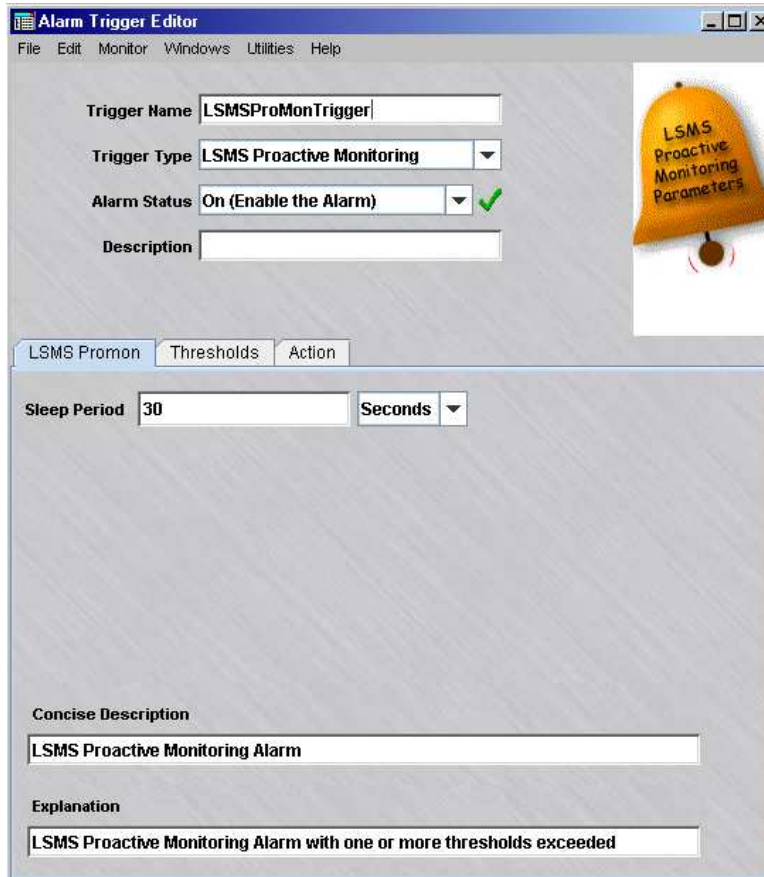 Alarm Trigger Editor
File Edit Monitor Windows Utilities Help
Trigger Name LSMSProMonTrigger
Trigger Type LSMS Proactive Monitoring
Alarm Status On (Enable the Alarm)
Description
LSMS
Proactive
Monitoring
Parameters
LSMS Promon Thresholds Action
Sleep Period 30 Seconds
Concise Description
LSMS Proactive Monitoring Alarm
Explanation
LSMS Proactive Monitoring Alarm with one or more thresholds exceeded